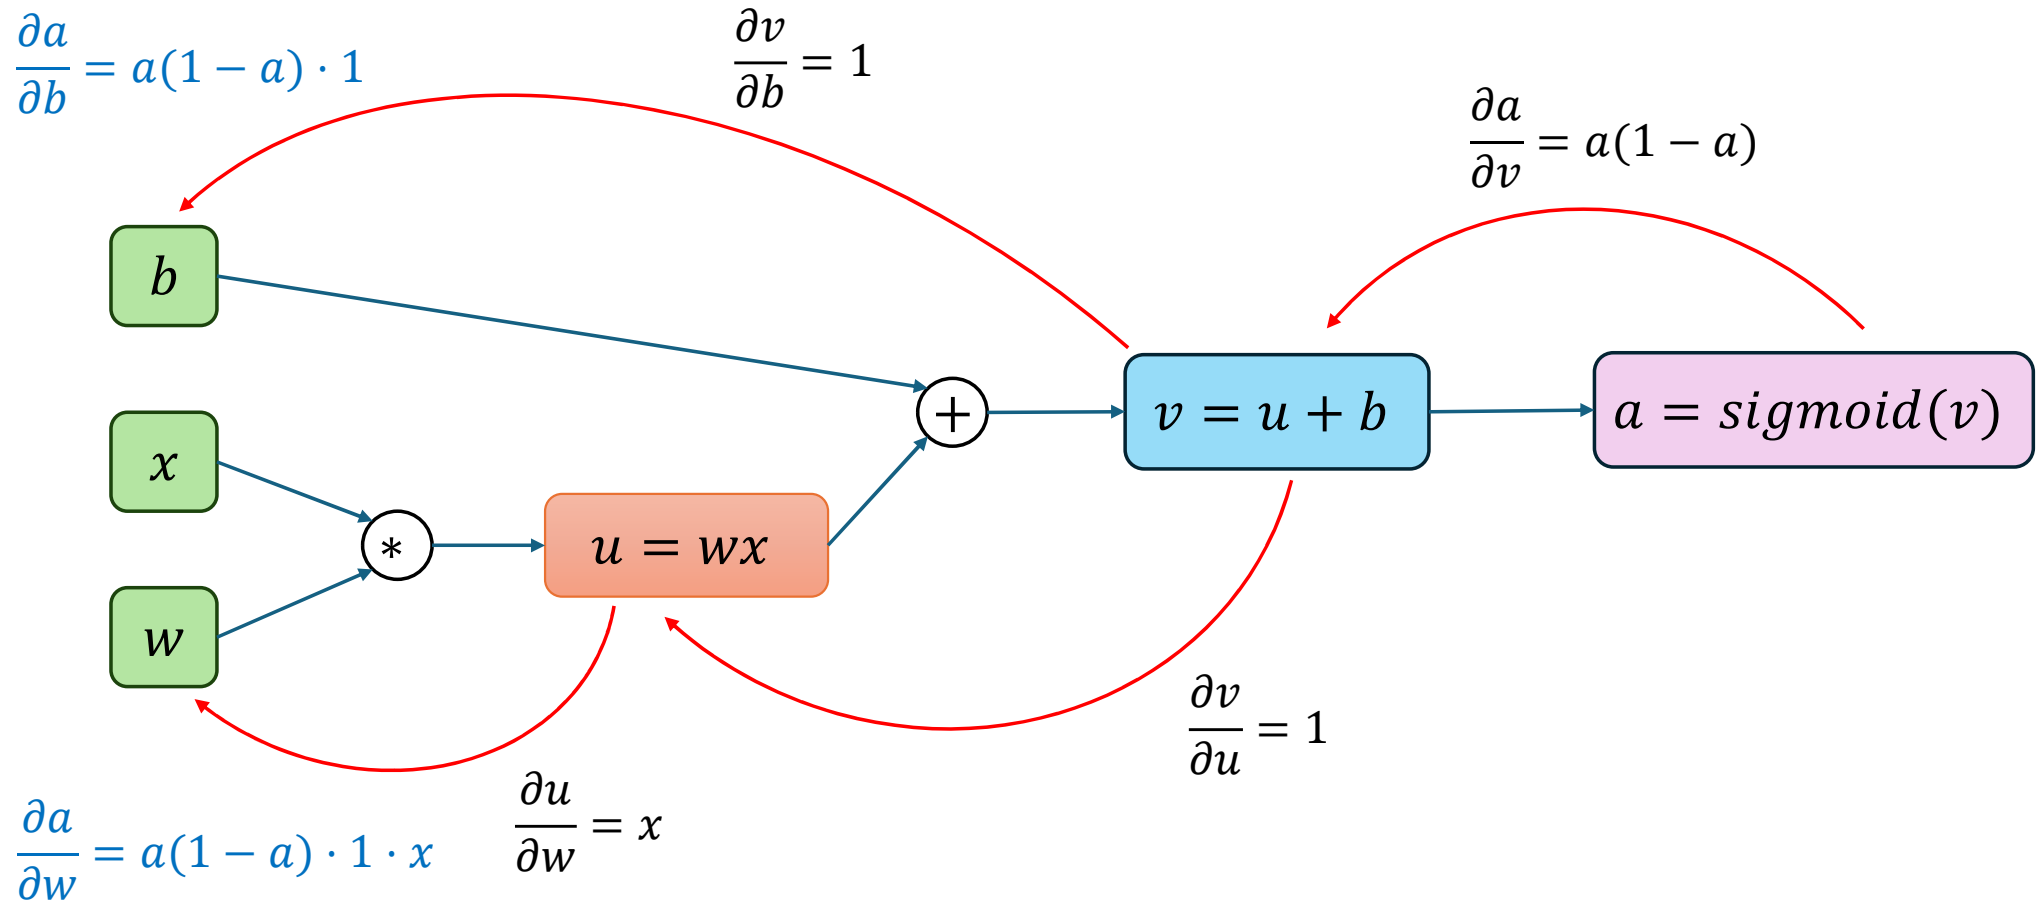 ∂a/∂b = a(1 − a) · 1
∂v/∂b = 1
∂a/∂v = a(1 − a)
b
x
w
∗
u = wx
+
v = u + b
a = sigmoid(v)
∂v/∂u = 1
∂u/∂w = x
∂a/∂w = a(1 − a) · 1 · x